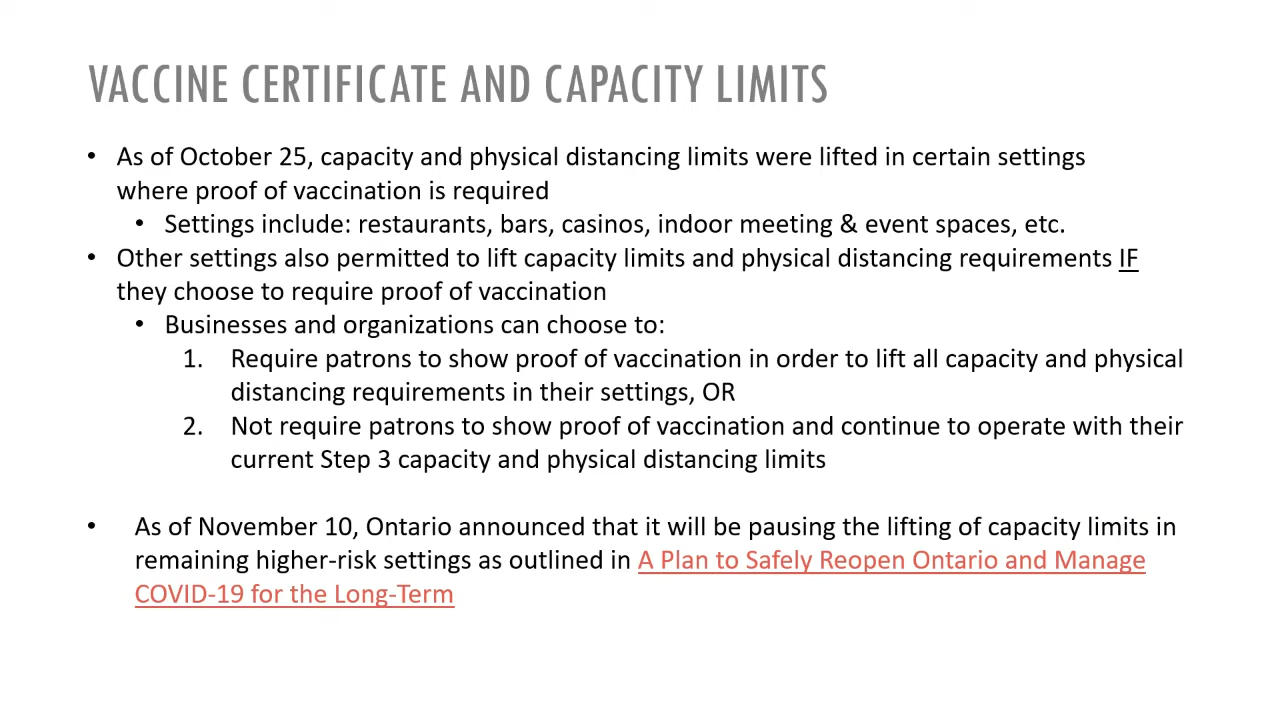 VACCINE CERTIFICATE AND CAPACITY LIMITS
• As of October 25, capacity and physical distancing limits were lifted in certain settings
where proof of vaccination is required
• Settings include: restaurants, bars, casinos, indoor meeting & event spaces, etc.
• Other settings also permitted to lift capacity limits and physical distancing requirements IF
they choose to require proof of vaccination
• Businesses and organizations can choose to:
1. Require patrons to show proof of vaccination in order to lift all capacity and physical
distancing requirements in their settings, OR
2. Not require patrons to show proof of vaccination and continue to operate with their
current Step 3 capacity and physical distancing limits
• As of November 10, Ontario announced that it will be pausing the lifting of capacity limits in
remaining higher-risk settings as outlined in A Plan to Safely Reopen Ontario and Manage
COVID-19 for the Long-Term